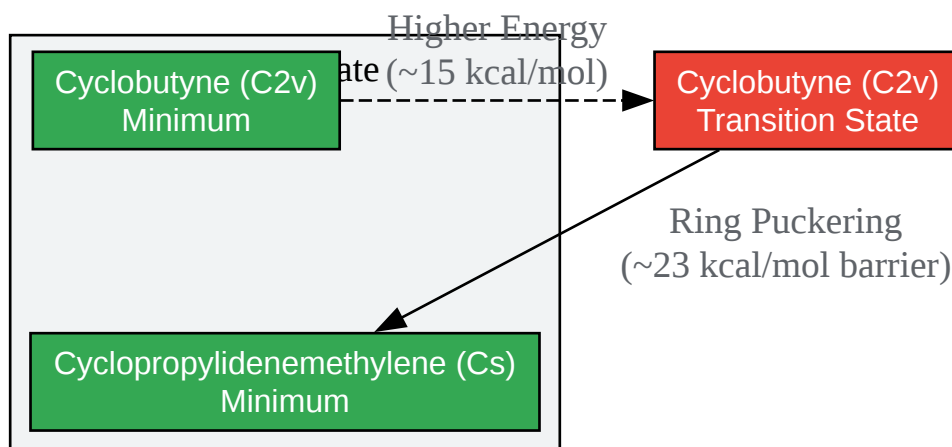 Higher Energy
(~15 kcal/mol)
Cyclobutyne (C2v)
Minimum
Cyclobutyne (C2v)
Transition State
Ring Puckering
(~23 kcal/mol barrier)
Cyclopropylidenemethylene (Cs)
Minimum